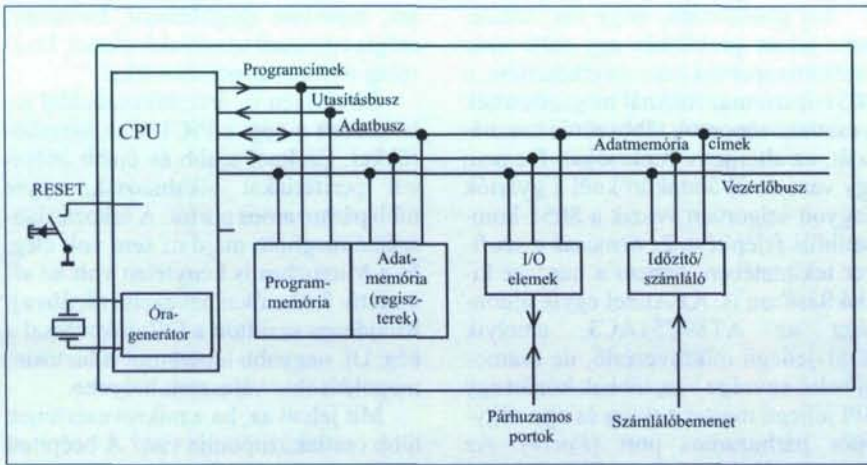 Programcímek
Utasításbusz
CPU
Adatbusz
Adatmemória
címek
RESET
Vezérlőbusz
Program-
memória
Adat-
memória
(regisz-
terek)
I/O
elemek
Időzítő/
számláló
Óra-
generátor
Párhuzamos
portok
Számlálóbemenet